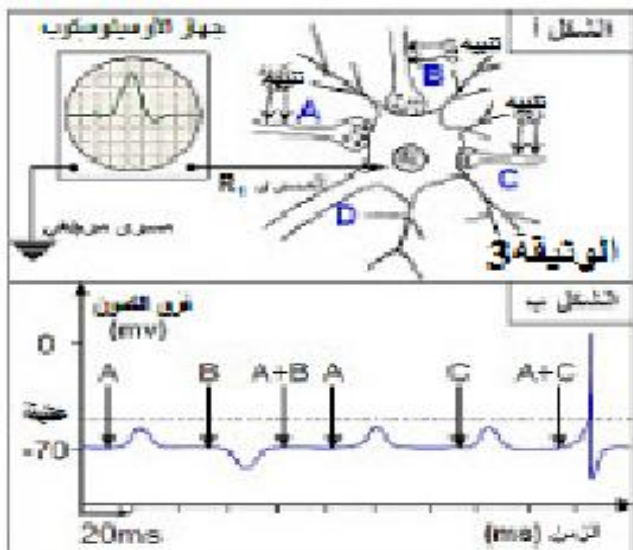 الشكل أ
جهاز الأوسيلوسكوب
تنبيه
B
تنبيه
A
تنبيه
C
R₁
D
مسرى مرجعي
الوثيقة3
الشكل ب
فرق الكمون
(mv)
0
A B A+B A C A+C
عتبة
-70
20ms
الزمن (ms)